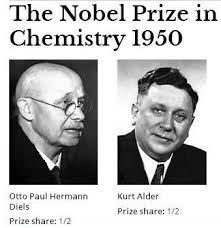 The Nobel Prize in
Chemistry 1950
Otto Paul Hermann
Diels
Prize share: 1/2
Kurt Alder
Prize share: 1/2